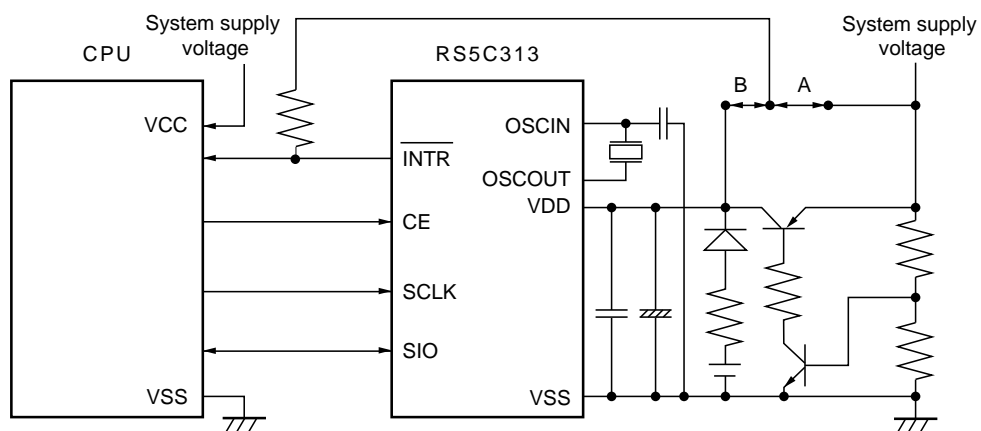 System supply
voltage
System supply
voltage
CPU
RS5C313
B
A
VCC
OSCIN
INTR
OSCOUT
VDD
CE
SCLK
SIO
VSS
VSS